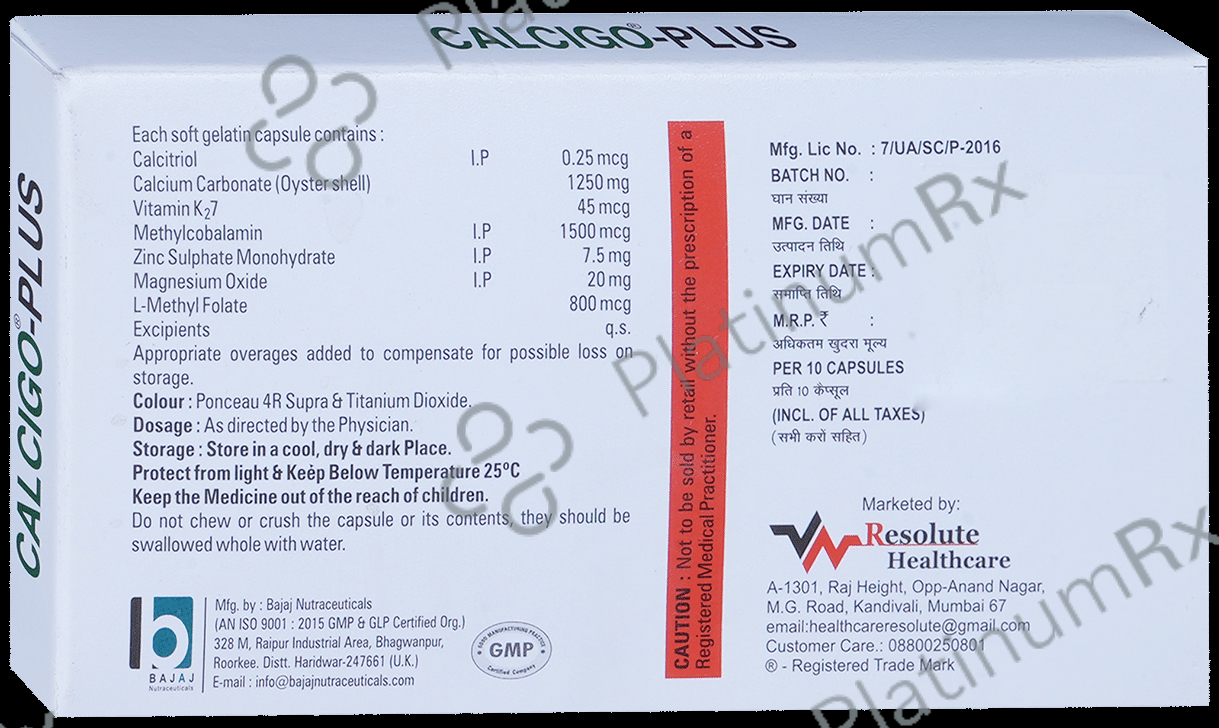 CALCIGO®-PLUS
CALCIGO®-PLUS
Each soft gelatin capsule contains :
Calcitriol I.P 0.25 mcg
Calcium Carbonate (Oyster shell) 1250 mg
Vitamin K27 45 mcg
Methylcobalamin I.P 1500 mcg
Zinc Sulphate Monohydrate I.P 7.5 mg
Magnesium Oxide I.P 20 mg
L-Methyl Folate 800 mcg
Excipients q.s.
Appropriate overages added to compensate for possible loss on
storage.
Colour : Ponceau 4R Supra & Titanium Dioxide.
Dosage : As directed by the Physician.
Storage : Store in a cool, dry & dark Place.
Protect from light & Keep Below Temperature 25ºC
Keep the Medicine out of the reach of children.
Do not chew or crush the capsule or its contents, they should be
swallowed whole with water.
BAJAJ
Nutraceuticals
Mfg. by : Bajaj Nutraceuticals
(AN ISO 9001 : 2015 GMP & GLP Certified Org.)
328 M, Raipur Industrial Area, Bhagwanpur,
Roorkee. Distt. Haridwar-247661 (U.K.)
E-mail : info@bajajnutraceuticals.com
GOOD MANUFACTURING PRACTICE
GMP
Certified Company
CAUTION : Not to be sold by retail without the prescription of a
Registered Medical Practitioner.
Mfg. Lic No. : 7/UA/SC/P-2016
BATCH NO. :
घान संख्या
MFG. DATE :
उत्पादन तिथि
EXPIRY DATE :
समाप्ति तिथि
M.R.P. ₹ :
अधिकतम खुदरा मूल्य
PER 10 CAPSULES
प्रति 10 कैप्सूल
(INCL. OF ALL TAXES)
(सभी करों सहित)
Marketed by:
Resolute
Healthcare
A-1301, Raj Height, Opp-Anand Nagar,
M.G. Road, Kandivali, Mumbai 67
email:healthcareresolute@gmail.com
Customer Care.: 08800250801
® - Registered Trade Mark
PlatinumRx
PlatinumRx